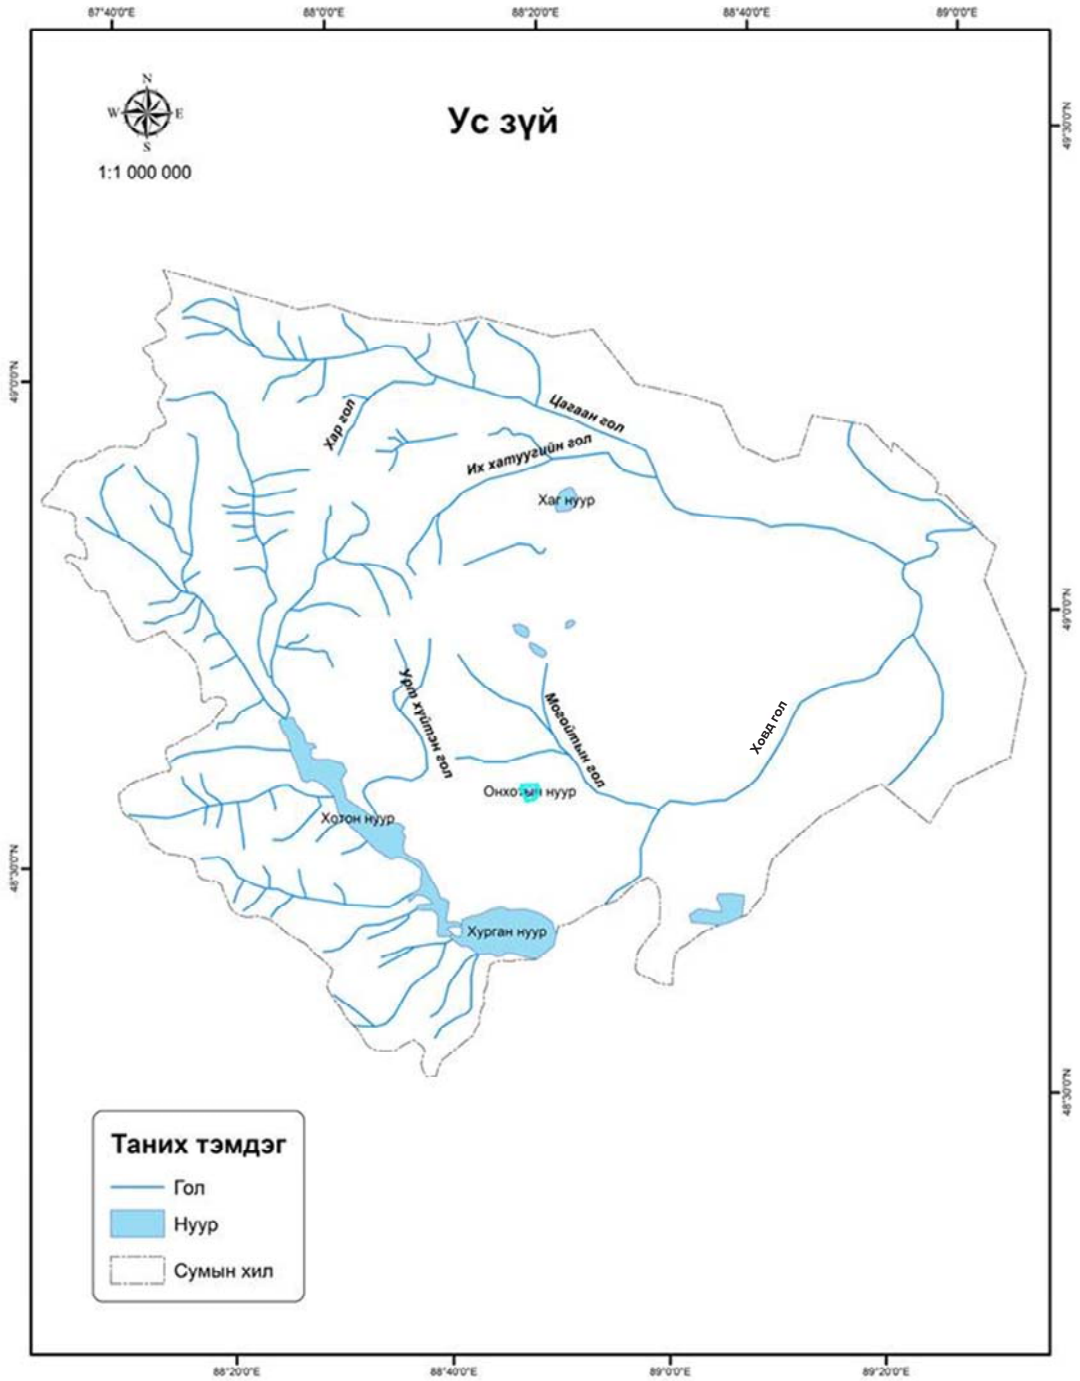 87°40'0"E 88°0'0"E 88°20'0"E 88°40'0"E 89°0'0"E
N
W E
S
1:1 000 000
Ус зүй
49°30'0"N
49°0'0"N
Цагаан гол
Хар гол
Их хатуугийн гол
Хаг нуур
49°0'0"N
Урт хүйтэн гол
Могойтын гол
Ховд гол
Онхотын нуур
Хотон нуур
48°30'0"N
Хурган нуур
48°30'0"N
Таних тэмдэг
Гол
Нуур
Сумын хил
88°20'0"E 88°40'0"E 89°0'0"E 89°20'0"E